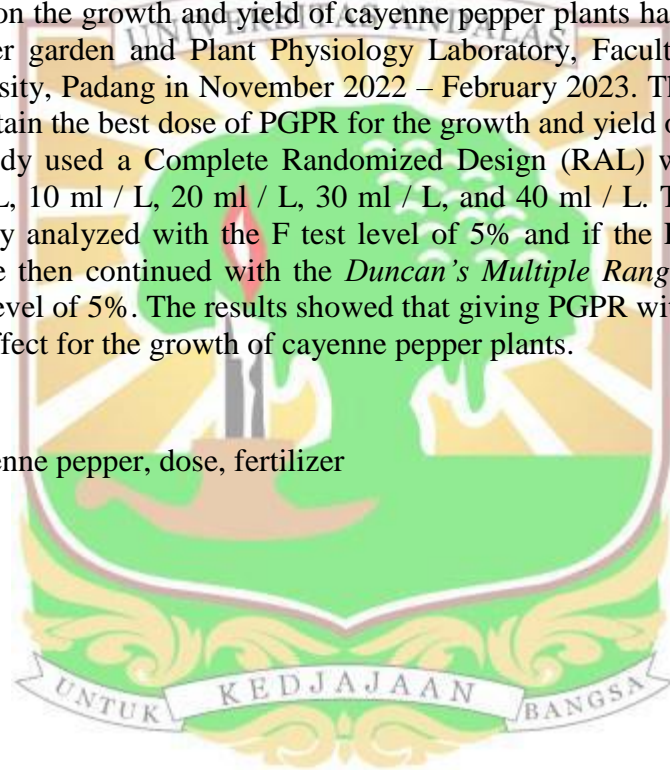 on the growth and yield of cayenne pepper plants ha
UNIVERSITAS ANDALAS
er garden and Plant Physiology Laboratory, Facult
sity, Padang in November 2022 – February 2023. Th
tain the best dose of PGPR for the growth and yield o
dy used a Complete Randomized Design (RAL) w
L, 10 ml / L, 20 ml / L, 30 ml / L, and 40 ml / L. T
y analyzed with the F test level of 5% and if the
e then continued with the Duncan's Multiple Rang
evel of 5%. The results showed that giving PGPR wit
ffect for the growth of cayenne pepper plants.
enne pepper, dose, fertilizer
UNTUK KEDJAJAAN BANGSA